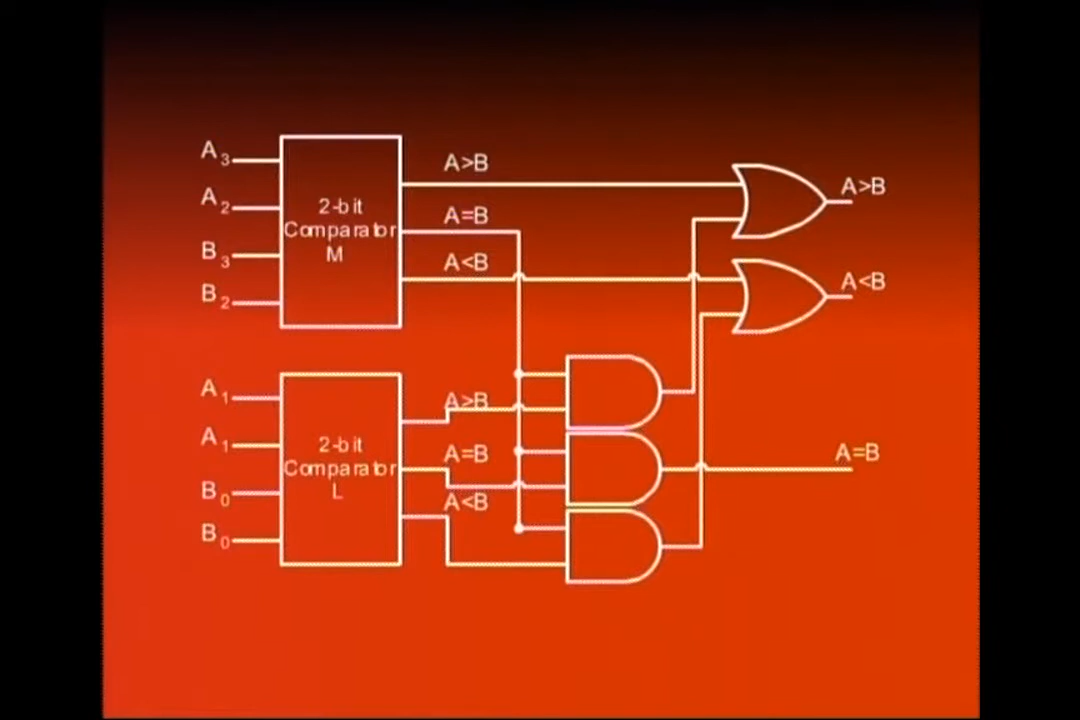 A3
A2
B3
B2
2-bit
Comparator
M
A>B
A=B
A<B
A>B
A<B
A1
A1
B0
B0
2-bit
Comparator
L
A>B
A=B
A<B
A=B